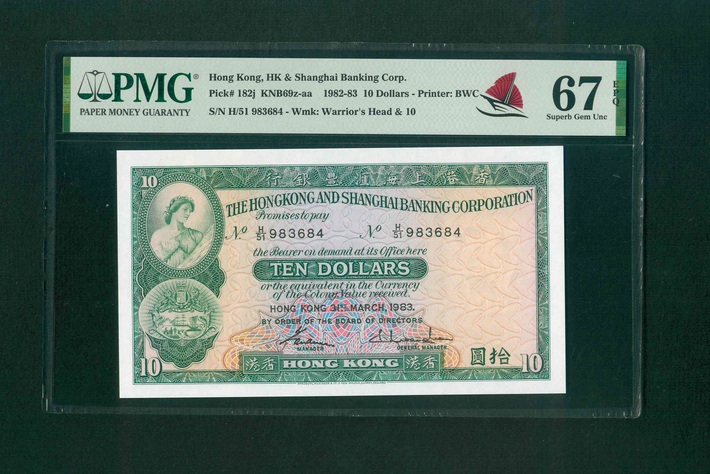 PMG®
PAPER MONEY GUARANTY
Hong Kong, HK & Shanghai Banking Corp.
Pick# 182j KNB69z-aa 1982-83 10 Dollars - Printer: BWC
S/N H/51 983684 - Wmk: Warrior's Head & 10
67 EPQ
Superb Gem Unc
10
行銀豐滙海上港香
THE HONGKONG AND SHANGHAI BANKING CORPORATION
Promises to pay
No H/51 983684 No H/51 983684
the Bearer on demand at its Office here
TEN DOLLARS
or the equivalent in the Currency
of the Colony, Value received.
HONG KONG 31ST MARCH, 1983.
BY ORDER OF THE BOARD OF DIRECTORS
MANAGER GENERAL MANAGER
圓拾
10 港香 HONG KONG 港香 10